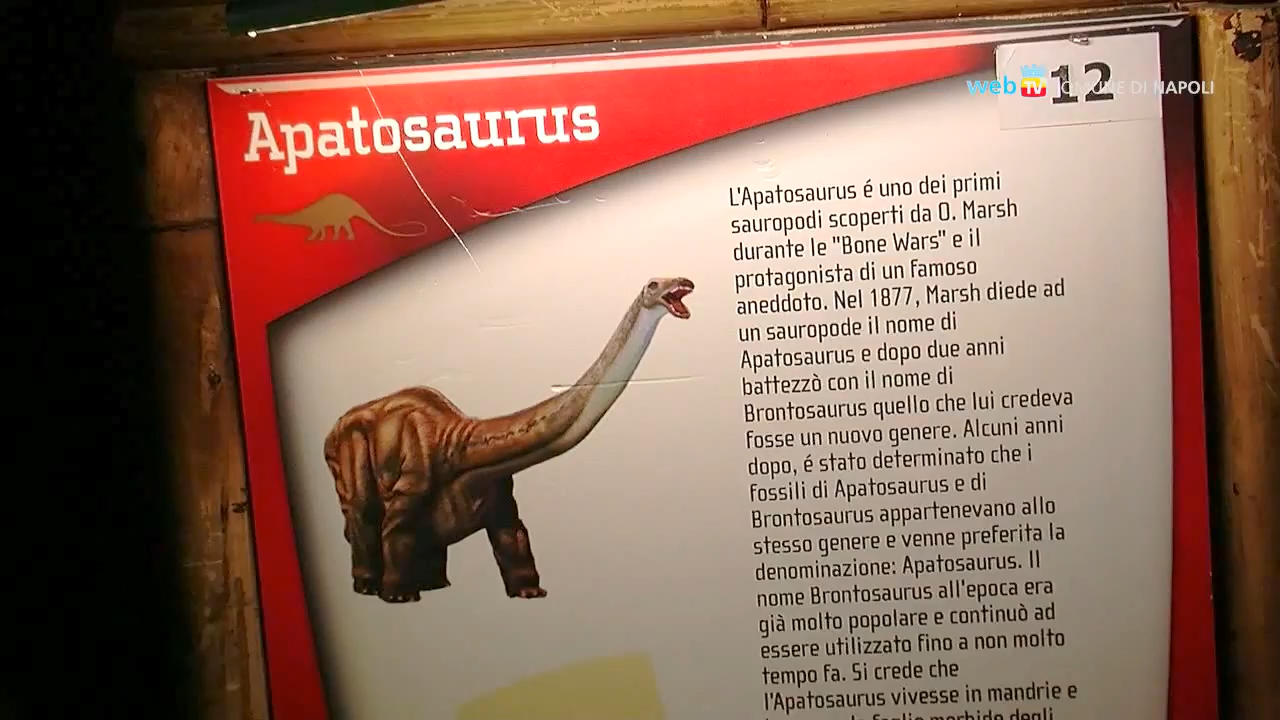 Apatosaurus
12
web TV COMUNE DI NAPOLI
L'Apatosaurus é uno dei primi
sauropodi scoperti da O. Marsh
durante le "Bone Wars" e il
protagonista di un famoso
aneddoto. Nel 1877, Marsh diede ad
un sauropode il nome di
Apatosaurus e dopo due anni
battezzò con il nome di
Brontosaurus quello che lui credeva
fosse un nuovo genere. Alcuni anni
dopo, é stato determinato che i
fossili di Apatosaurus e di
Brontosaurus appartenevano allo
stesso genere e venne preferita la
denominazione: Apatosaurus. Il
nome Brontosaurus all'epoca era
già molto popolare e continuò ad
essere utilizzato fino a non molto
tempo fa. Si crede che
l'Apatosaurus vivesse in mandrie e
foglie morbide degli